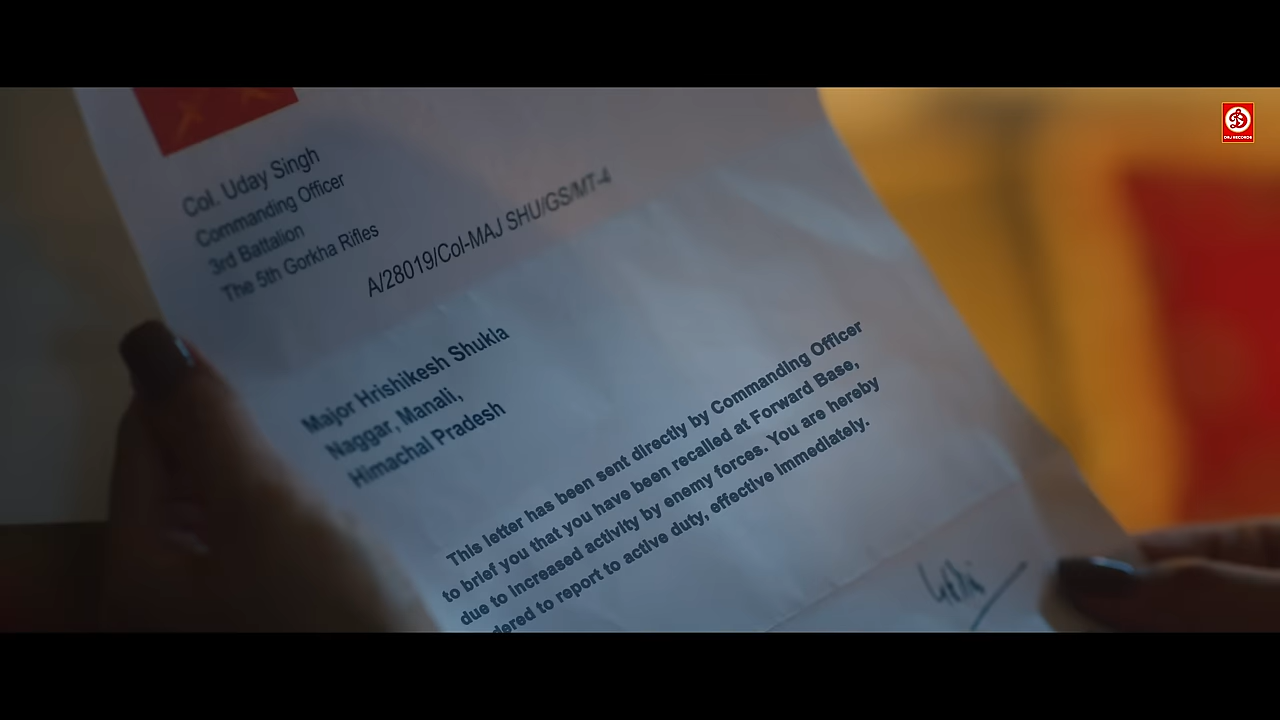 Col. Uday Singh
Commanding Officer
3rd Battalion
The 5th Gorkha Rifles
A/28019/Col-MAJ SHU/GS/MT-4
Major Hrishikesh Shukla
Naggar, Manali,
Himachal Pradesh
This letter has been sent directly by Commanding Officer
to brief you that you have been recalled at Forward Base,
due to increased activity by enemy forces. You are hereby
dered to report to active duty, effective immediately.
DRJ RECORDS